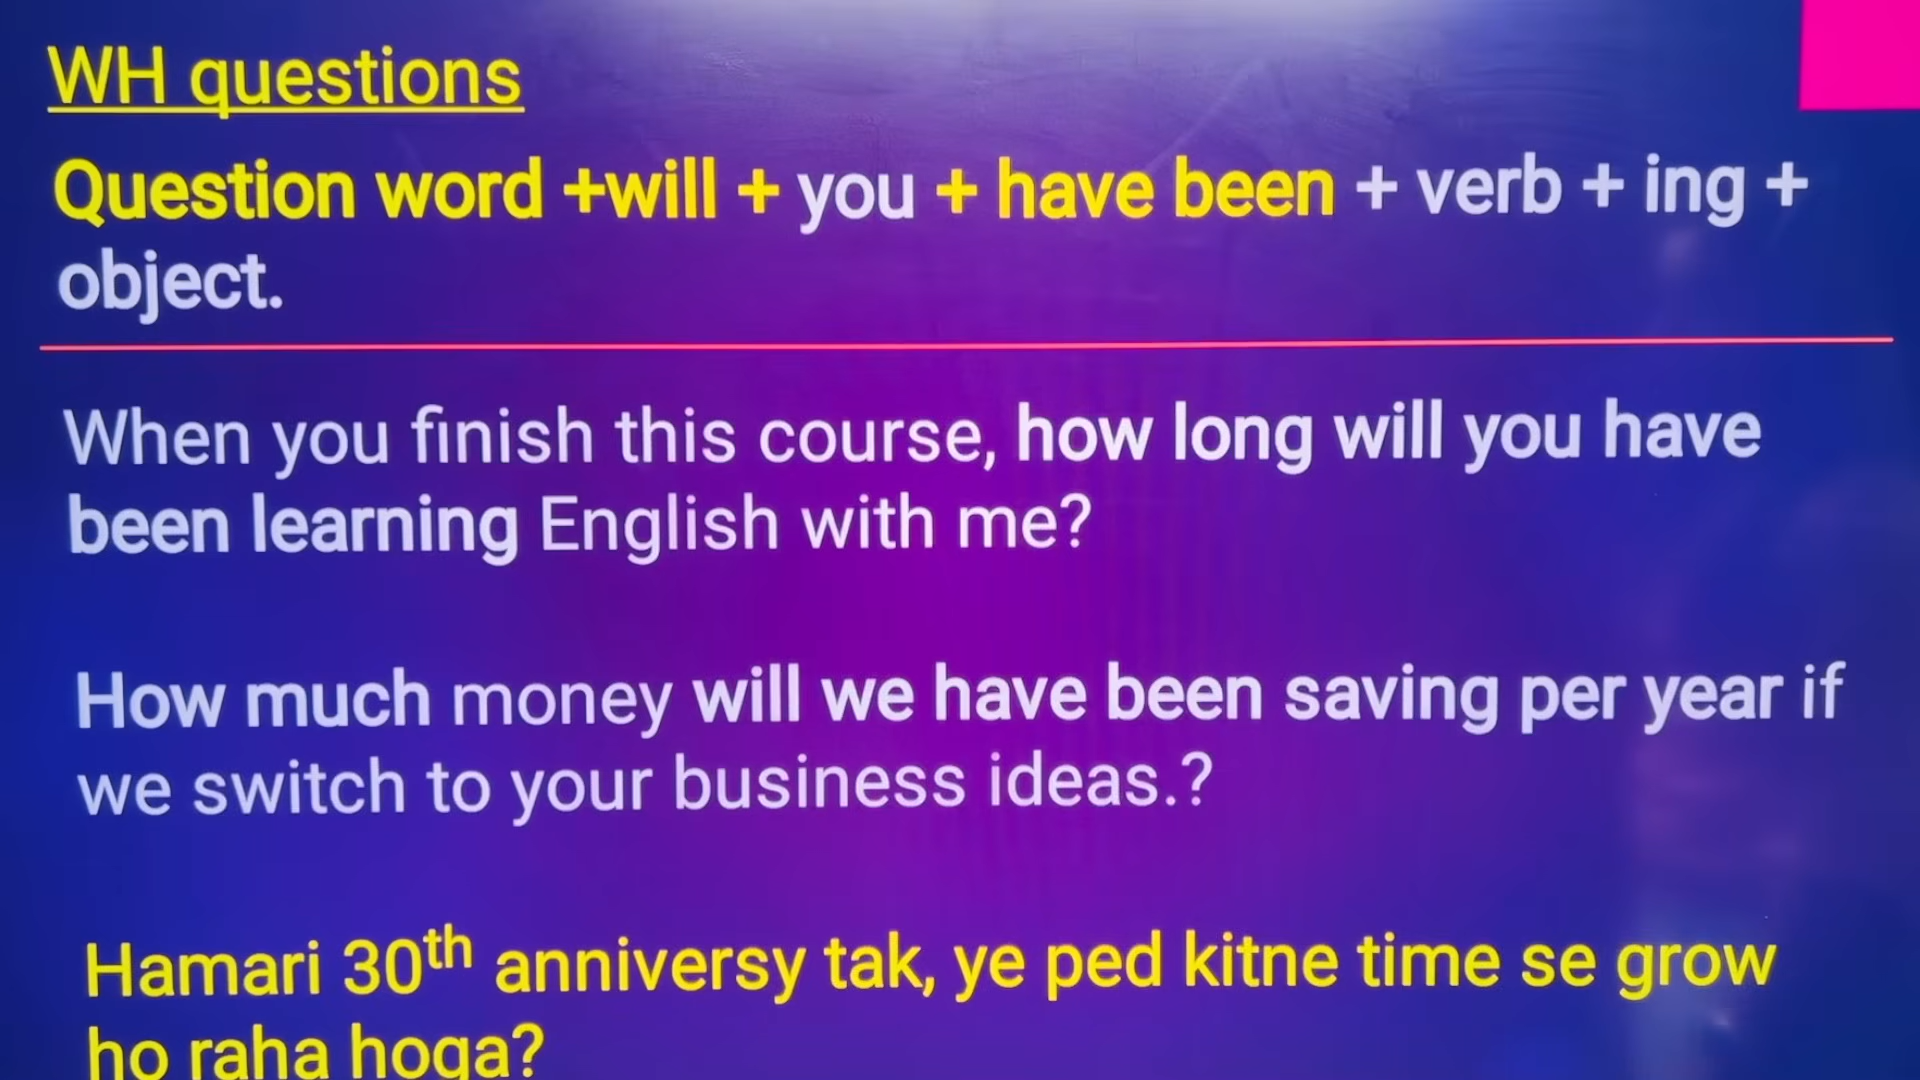 WH questions
Question word +will + you + have been + verb + ing +
object.
When you finish this course, how long will you have
been learning English with me?
How much money will we have been saving per year if
we switch to your business ideas.?
Hamari 30th anniversy tak, ye ped kitne time se grow
ho raha hoga?